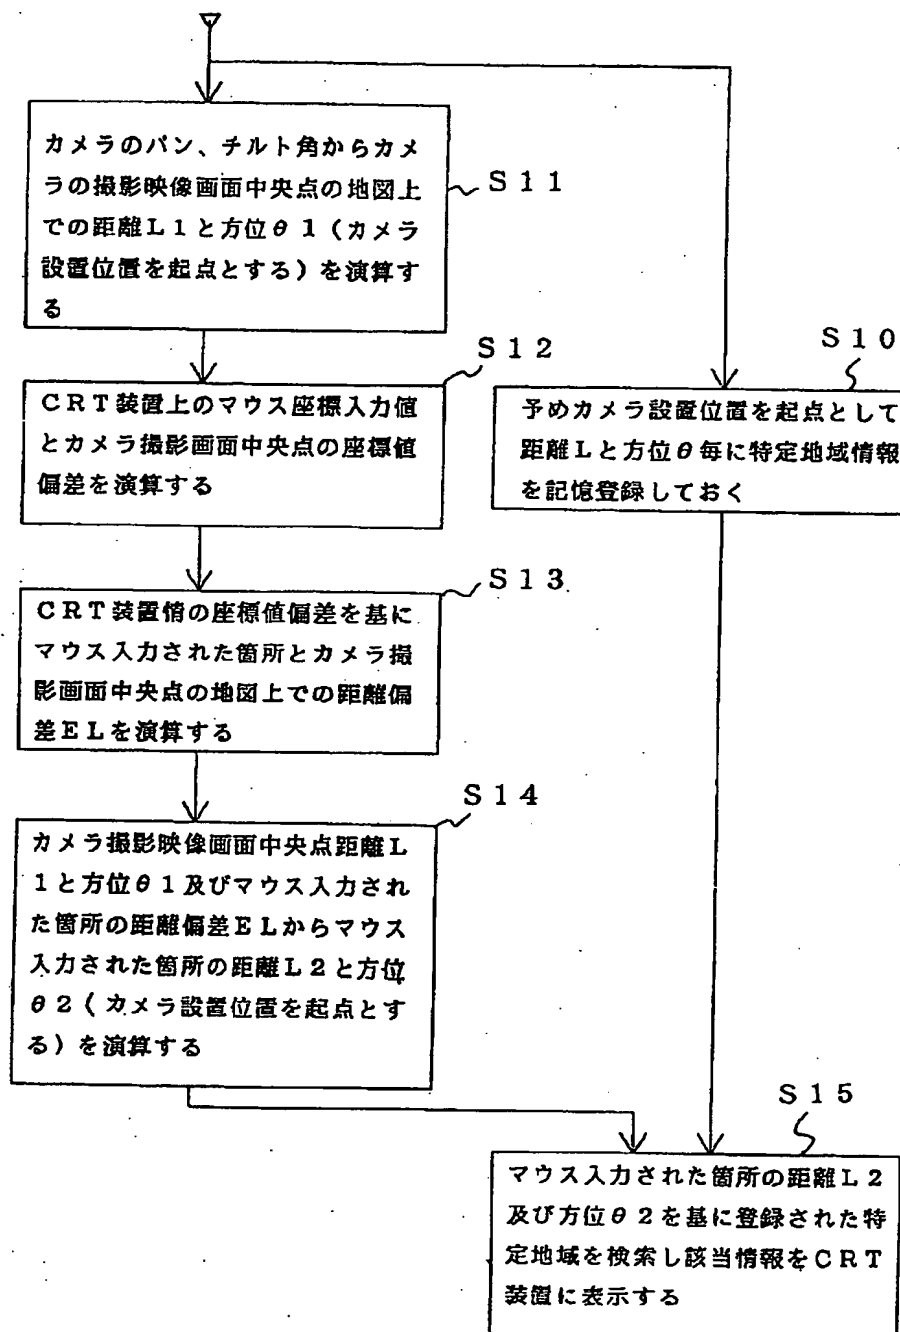 カメラのパン、チルト角からカメ
ラの撮影映像画面中央点の地図上
での距離L1と方位θ1(カメラ
設置位置を起点とする)を演算す
る
S11
S12
CRT装置上のマウス座標入力値
とカメラ撮影画面中央点の座標値
偏差を演算する
S10
予めカメラ設置位置を起点として
距離Lと方位θ毎に特定地域情報
を記憶登録しておく
S13
CRT装置情の座標値偏差を基に
マウス入力された箇所とカメラ撮
影画面中央点の地図上での距離偏
差ELを演算する
S14
カメラ撮影映像画面中央点距離L
1と方位θ1及びマウス入力され
た箇所の距離偏差ELからマウス
入力された箇所の距離L2と方位
θ2(カメラ設置位置を起点とす
る)を演算する
S15
マウス入力された箇所の距離L2
及び方位θ2を基に登録された特
定地域を検索し該当情報をCRT
装置に表示する